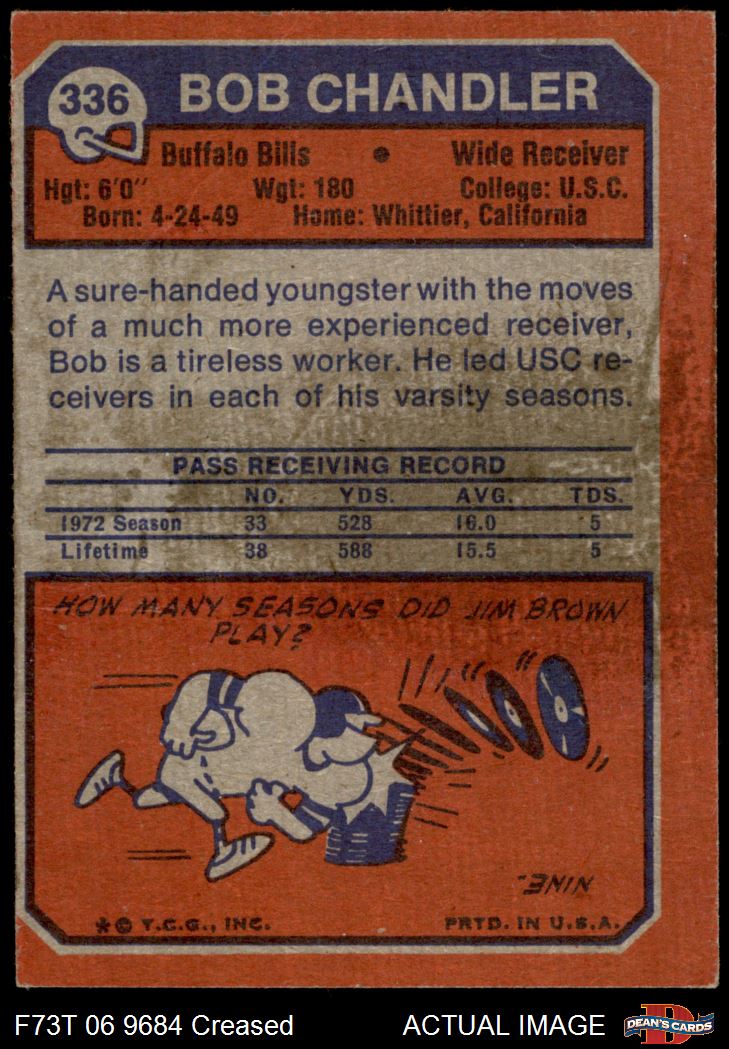 336
BOB CHANDLER
Buffalo Bills • Wide Receiver
Hgt: 6'0" Wgt: 180 College: U.S.C.
Born: 4-24-49 Home: Whittier, California
A sure-handed youngster with the moves
of a much more experienced receiver,
Bob is a tireless worker. He led USC re-
ceivers in each of his varsity seasons.
PASS RECEIVING RECORD
NO. YDS. AVG. TDS.
1972 Season 33 528 16.0 5
Lifetime 38 588 15.5 5
HOW MANY SEASONS DID JIM BROWN
PLAY?
NINE-
* © T.C.G., INC. PRTD. IN U.S.A.
F73T 06 9684 Creased ACTUAL IMAGE
D
DEAN'S CARDS